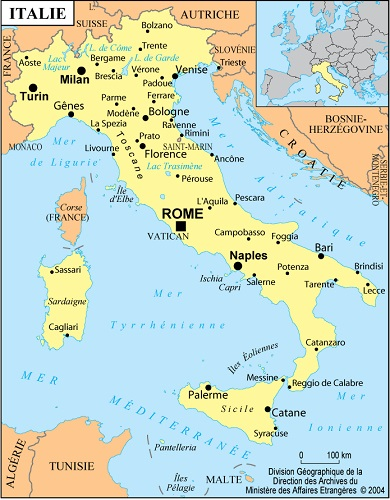 ITALIE
AUTRICHE
SUISSE
SLOVÉNIE
FRANCE
Bolzano
Trente
L. de Côme
Lac
Majeur
Aoste
Bergame
L. de Garde
Milan
Brescia
Vérone
Venise
Trieste
Padoue
Turin
Ferrare
Parme
Modène
Bologne
Gênes
La Spezia
Ravenne
Rimini
Prato
SAINT-MARIN
MONACO
Mer
de Ligurie
Livourne
Toscane
Florence
Ancône
Lac Trasimène
Pérouse
Île
d'Elbe
BOSNIE-
HERZÉGOVINE
CROATIE
SERBIE-ET-
MONTÉNÉGRO
Mer
Adriatique
Corse
(FRANCE)
L'Aquila
Pescara
ROME
VATICAN
Campobasso
Foggia
Bari
Naples
Ischia
Capri
Salerne
Potenza
Brindisi
Tarente
Lecce
Sassari
Sardaigne
Cagliari
Mer
Tyrrhénienne
Catanzaro
Îles Éoliennes
Messine
Reggio de Calabre
Palerme
Sicile
Catane
Syracuse
MER
MÉDITERRANÉE
Mer
Ionienne
Pantelleria
Îles
Pélagie
MALTE
ALGÉRIE
TUNISIE
0
100 km
Division Géographique de la
Direction des Archives du
Ministère des Affaires Etrangères © 2004